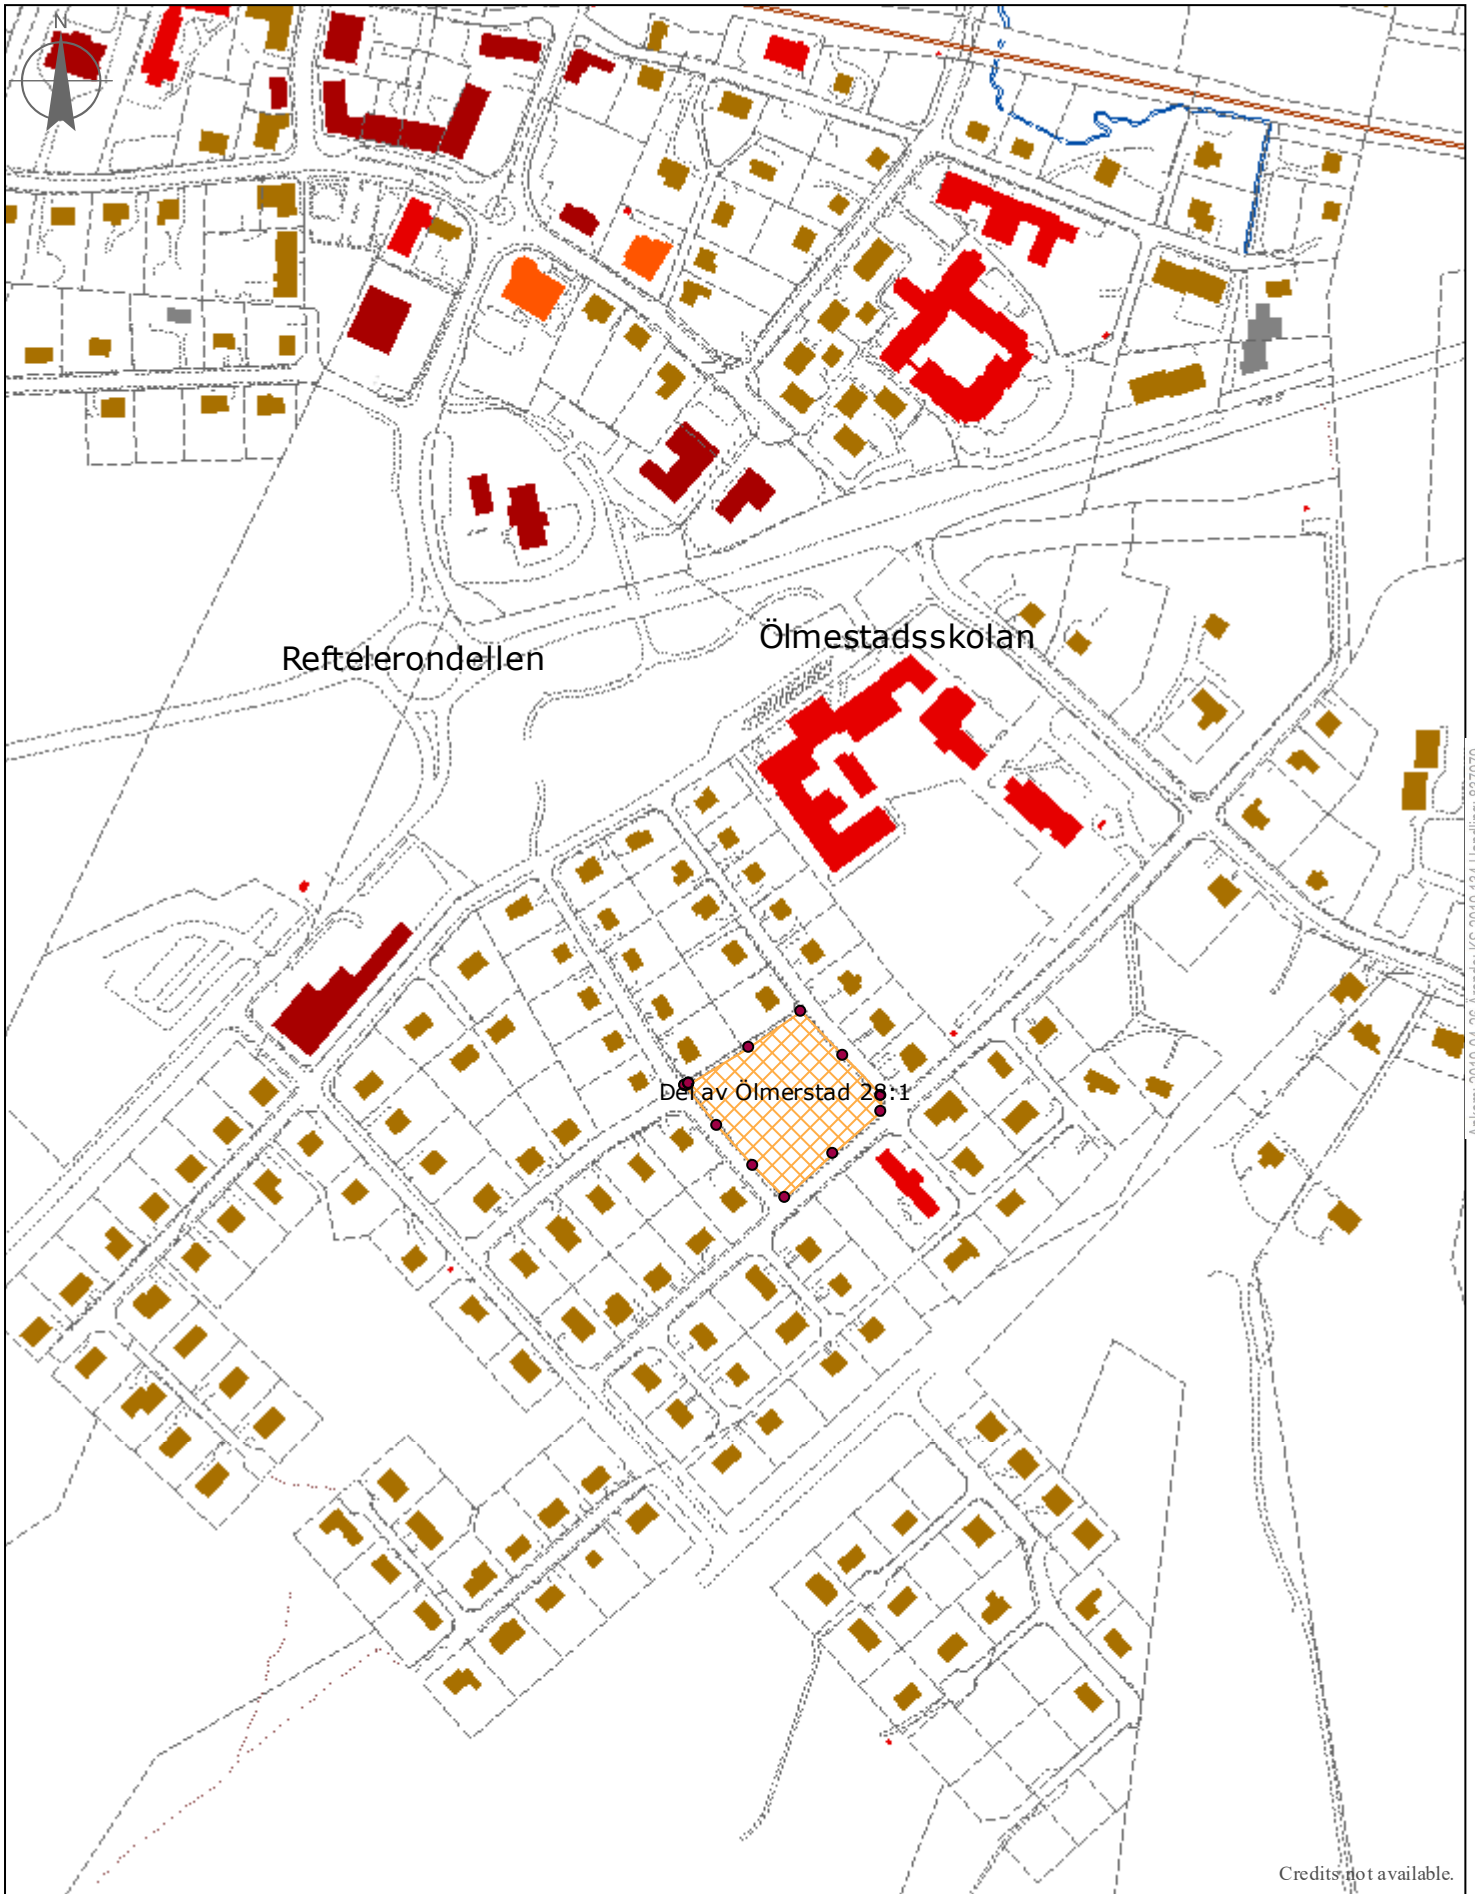 N
Ölmestadsskolan
Reftelerondellen
Del av Ölmerstad 28:1
Credits not available.